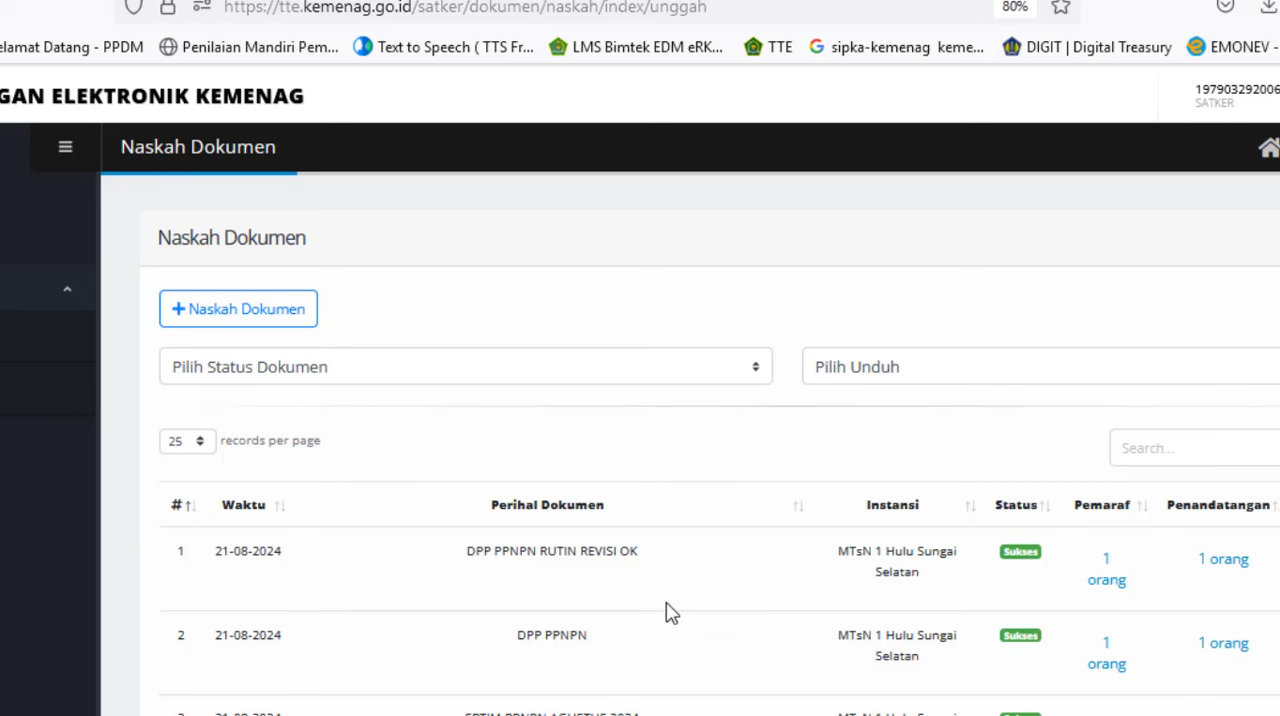 https://tte.kemenag.go.id/satker/dokumen/naskah/index/unggah
80%
elamat Datang - PPDM
Penilaian Mandiri Pem...
Text to Speech ( TTS Fr...
LMS Bimtek EDM eRK...
TTE
sipka-kemenag keme...
DIGIT | Digital Treasury
EMONEV -
GAN ELEKTRONIK KEMENAG
197903292006
SATKER
Naskah Dokumen
Naskah Dokumen
+ Naskah Dokumen
Pilih Status Dokumen
Pilih Unduh
25 records per page
Search...
# Waktu Perihal Dokumen Instansi Status Pemaraf Penandatangan
1 21-08-2024 DPP PPNPN RUTIN REVISI OK MTsN 1 Hulu Sungai Selatan Sukses 1 orang 1 orang
2 21-08-2024 DPP PPNPN MTsN 1 Hulu Sungai Selatan Sukses 1 orang 1 orang